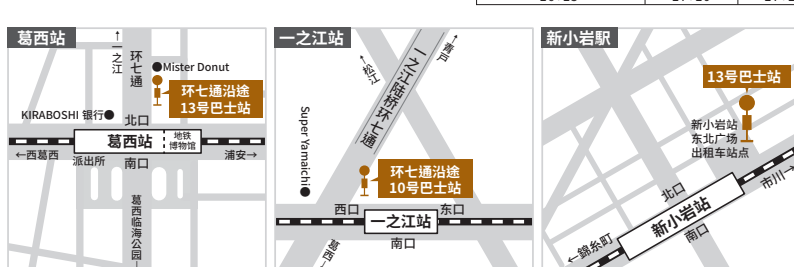 葛西站
↑一之江
环七通
Mister Donut
环七通沿途
13号巴士站
KIRABOSHI 银行
北口
葛西站
地铁
博物馆
←西葛西
派出所
南口
浦安→
葛西临海公园
一之江站
←松江
一之江陆桥环七通
→青戸
Super Yamaichi
环七通沿途
10号巴士站
西口
东口
一之江站
南口
葛西
新小岩駅
13号巴士站
新小岩站
东北广场
出租车站点
北口
新小岩站
南口
市川→
←錦糸町